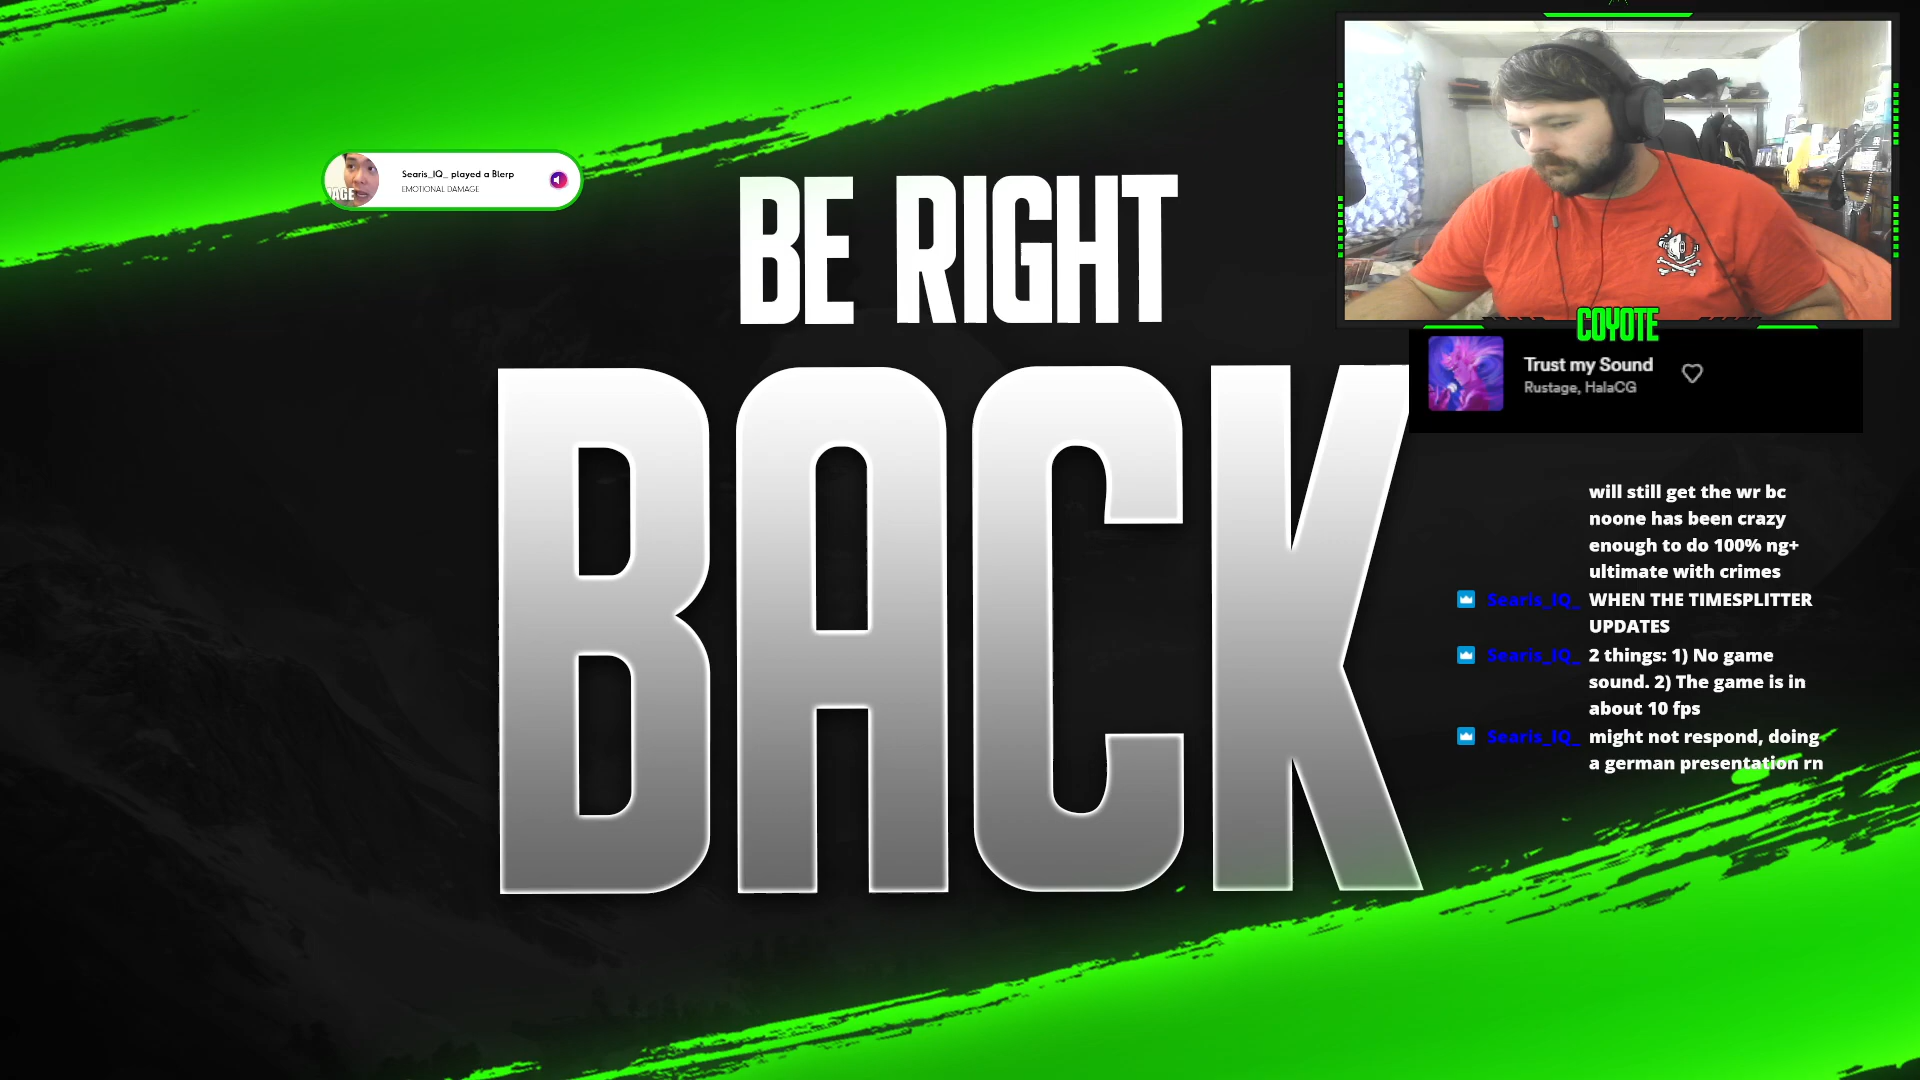 AGE
Searis_IQ_ played a Blerp
EMOTIONAL DAMAGE
BE RIGHT
BACK
COYOTE
Trust my Sound
Rustage, HalaCG
will still get the wr bc
noone has been crazy
enough to do 100% ng+
ultimate with crimes
Searis_IQ_ WHEN THE TIMESPLITTER
UPDATES
Searis_IQ_ 2 things: 1) No game
sound. 2) The game is in
about 10 fps
Searis_IQ_ might not respond, doing
a german presentation rn